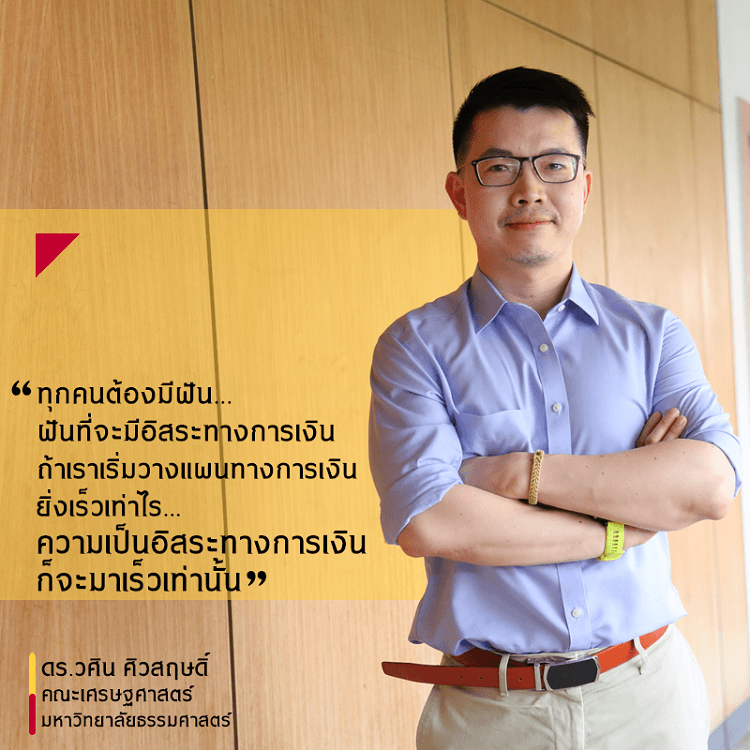 “ทุกคนต้องมีฝัน...
ฝันที่จะมีอิสระทางการเงิน
ถ้าเราเริ่มวางแผนทางการเงิน
ยิ่งเร็วเท่าไร...
ความเป็นอิสระทางการเงิน
ก็จะมาเร็วเท่านั้น”
ดร.วศิน ศิวสฤษดิ์
คณะเศรษฐศาสตร์
มหาวิทยาลัยธรรมศาสตร์